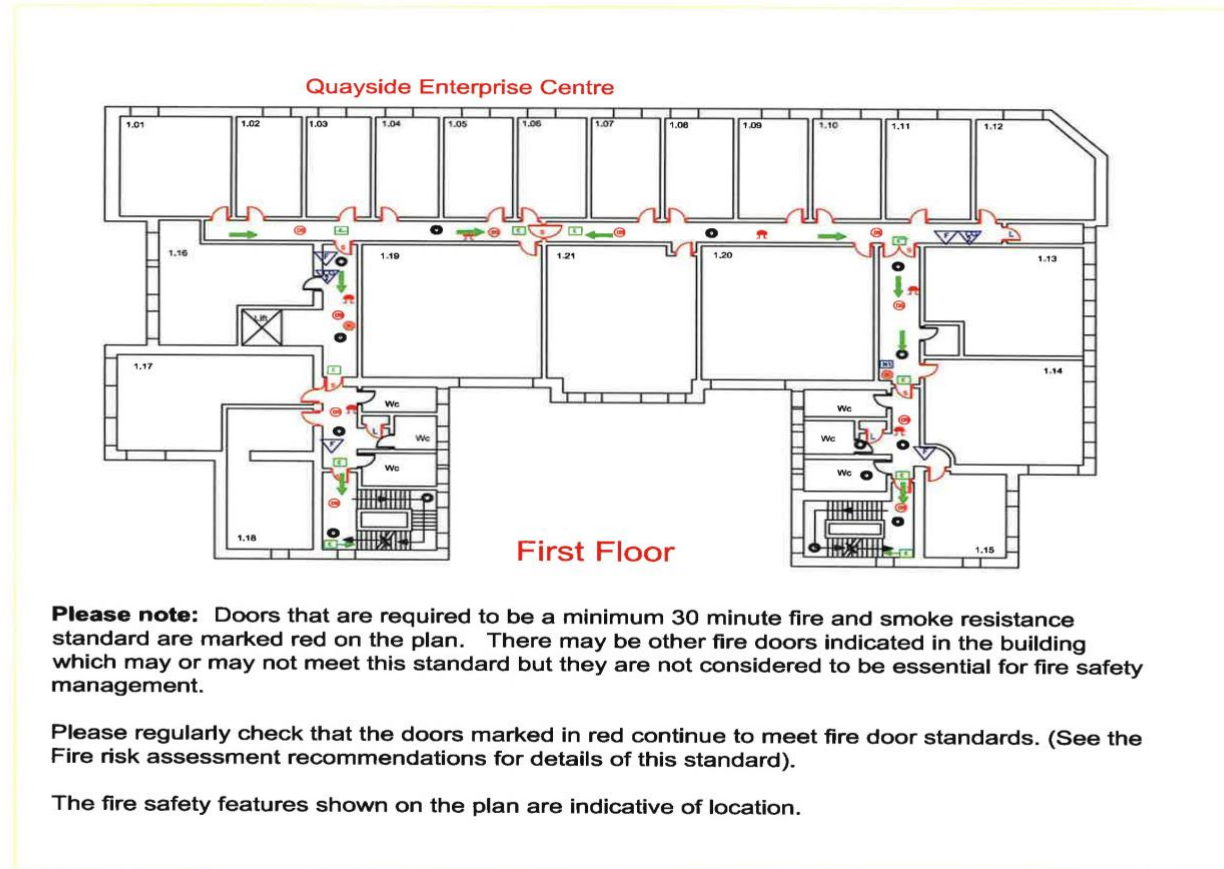 Quayside Enterprise Centre
1.01 1.02 1.03 1.04 1.05 1.06 1.07 1.08 1.09 1.10 1.11 1.12
1.16 1.19 1.21 1.20 1.13
Lift
1.17 1.14
Wc Wc
Wc Wc
Wc Wc
1.18 1.15
First Floor
Please note: Doors that are required to be a minimum 30 minute fire and smoke resistance
standard are marked red on the plan. There may be other fire doors indicated in the building
which may or may not meet this standard but they are not considered to be essential for fire safety
management.
Please regularly check that the doors marked in red continue to meet fire door standards. (See the
Fire risk assessment recommendations for details of this standard).
The fire safety features shown on the plan are indicative of location.